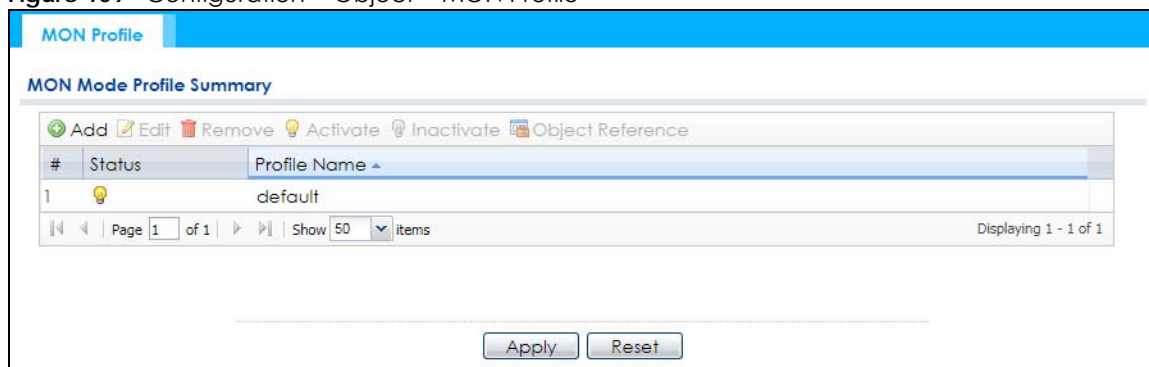 MON Profile
MON Mode Profile Summary
Add Edit Remove Activate Inactivate Object Reference
# Status Profile Name
1 default
Page 1 of 1 Show 50 items Displaying 1 - 1 of 1
Apply Reset